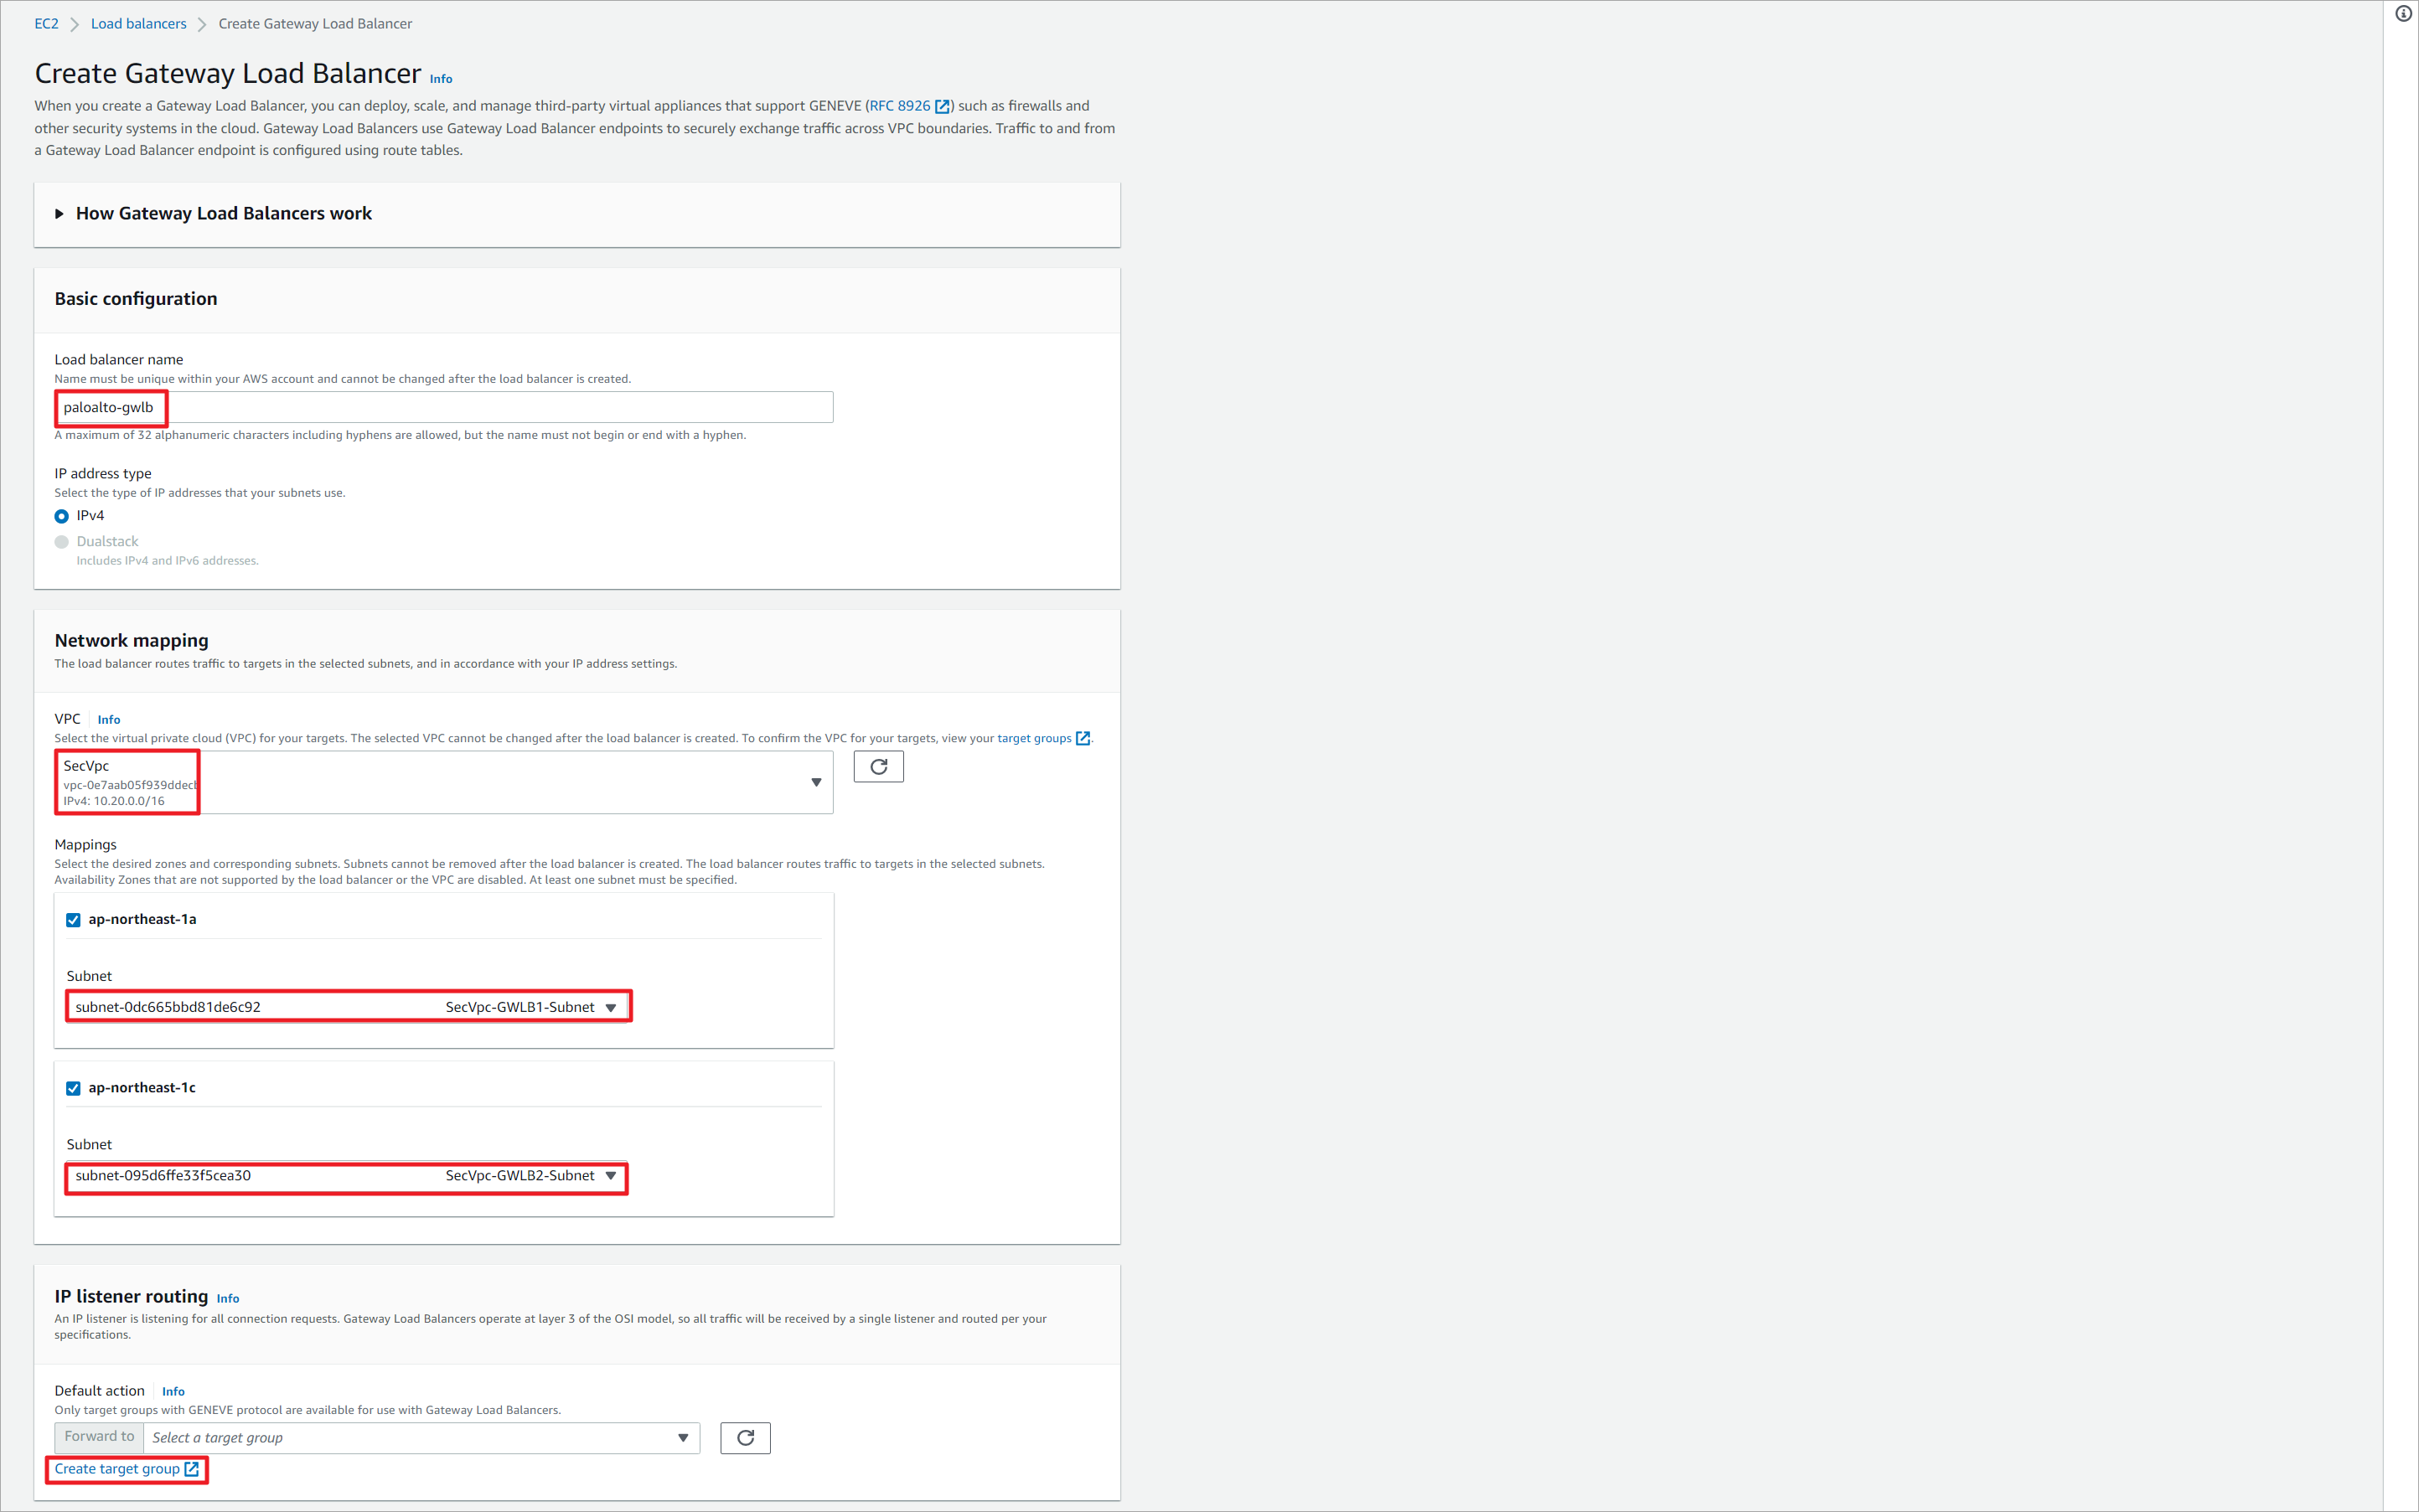 EC2 > Load balancers > Create Gateway Load Balancer
Create Gateway Load Balancer Info
When you create a Gateway Load Balancer, you can deploy, scale, and manage third-party virtual appliances that support GENEVE (RFC 8926) such as firewalls and
other security systems in the cloud. Gateway Load Balancers use Gateway Load Balancer endpoints to securely exchange traffic across VPC boundaries. Traffic to and from
a Gateway Load Balancer endpoint is configured using route tables.
How Gateway Load Balancers work
Basic configuration
Load balancer name
Name must be unique within your AWS account and cannot be changed after the load balancer is created.
paloalto-gwlb
A maximum of 32 alphanumeric characters including hyphens are allowed, but the name must not begin or end with a hyphen.
IP address type
Select the type of IP addresses that your subnets use.
IPv4
Dualstack
Includes IPv4 and IPv6 addresses.
Network mapping
The load balancer routes traffic to targets in the selected subnets, and in accordance with your IP address settings.
VPC Info
Select the virtual private cloud (VPC) for your targets. The selected VPC cannot be changed after the load balancer is created. To confirm the VPC for your targets, view your target groups.
SecVpc
vpc-0e7aab05f939ddecb
IPv4: 10.20.0.0/16
Mappings
Select the desired zones and corresponding subnets. Subnets cannot be removed after the load balancer is created. The load balancer routes traffic to targets in the selected subnets.
Availability Zones that are not supported by the load balancer or the VPC are disabled. At least one subnet must be specified.
ap-northeast-1a
Subnet
subnet-0dc665bbd81de6c92 SecVpc-GWLB1-Subnet
ap-northeast-1c
Subnet
subnet-095d6ffe33f5cea30 SecVpc-GWLB2-Subnet
IP listener routing Info
An IP listener is listening for all connection requests. Gateway Load Balancers operate at layer 3 of the OSI model, so all traffic will be received by a single listener and routed per your
specifications.
Default action Info
Only target groups with GENEVE protocol are available for use with Gateway Load Balancers.
Forward to Select a target group
Create target group